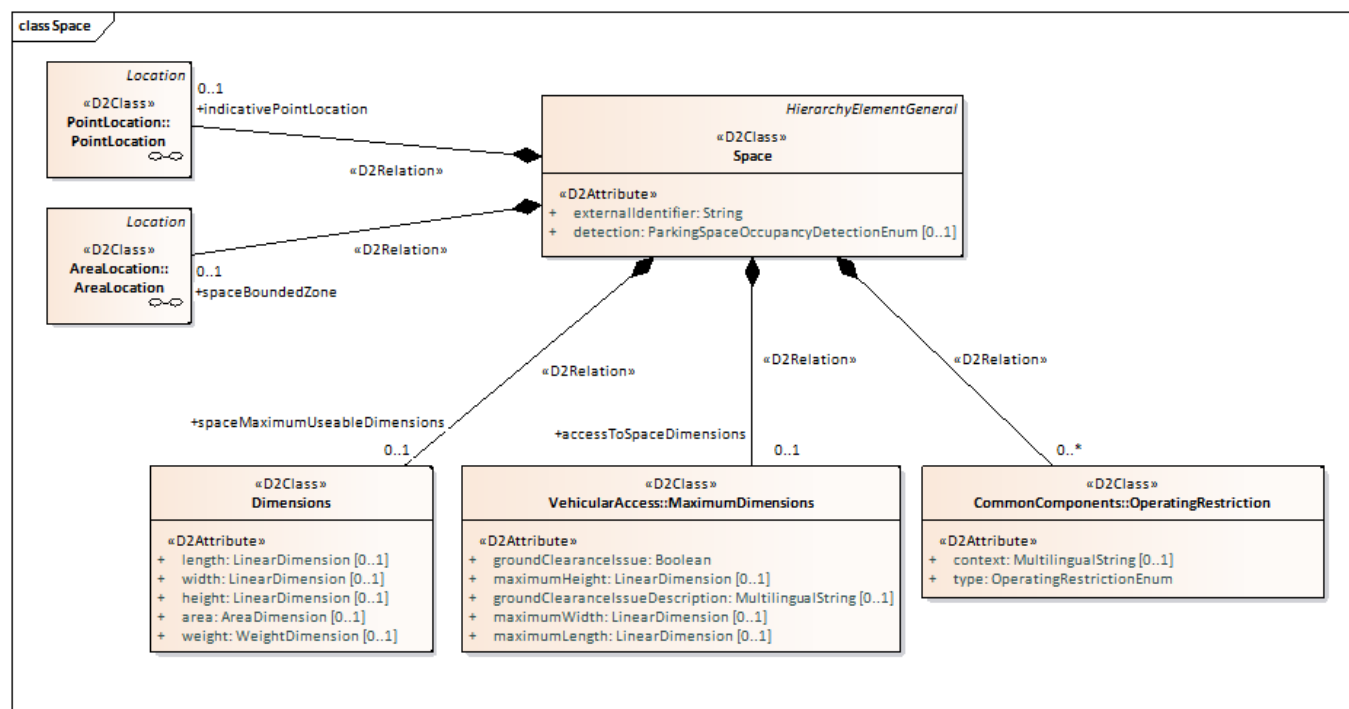 class Space
Location
«D2Class»
PointLocation::
PointLocation
0..1
+indicativePointLocation
«D2Relation»
HierarchyElementGeneral
«D2Class»
Space
«D2Attribute»
+ externalIdentifier: String
+ detection: ParkingSpaceOccupancyDetectionEnum [0..1]
Location
«D2Class»
AreaLocation::
AreaLocation
«D2Relation»
0..1
+spaceBoundedZone
«D2Relation»
«D2Relation»
«D2Relation»
+spaceMaximumUseableDimensions
0..1
+accessToSpaceDimensions
0..1
0..*
«D2Class»
Dimensions
«D2Attribute»
+ length: LinearDimension [0..1]
+ width: LinearDimension [0..1]
+ height: LinearDimension [0..1]
+ area: AreaDimension [0..1]
+ weight: WeightDimension [0..1]
«D2Class»
VehicularAccess::MaximumDimensions
«D2Attribute»
+ groundClearanceIssue: Boolean
+ maximumHeight: LinearDimension [0..1]
+ groundClearanceIssueDescription: MultilingualString [0..1]
+ maximumWidth: LinearDimension [0..1]
+ maximumLength: LinearDimension [0..1]
«D2Class»
CommonComponents::OperatingRestriction
«D2Attribute»
+ context: MultilingualString [0..1]
+ type: OperatingRestrictionEnum